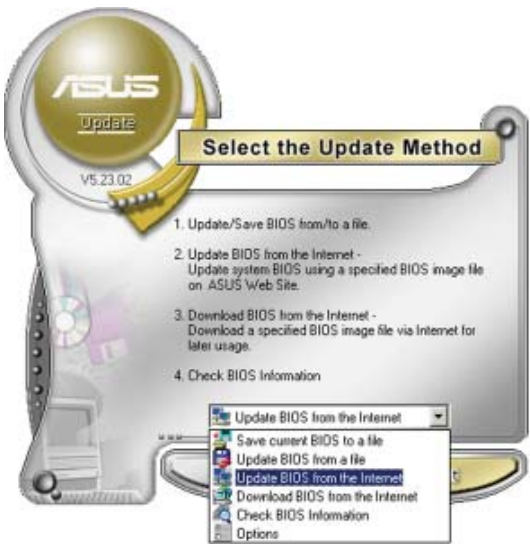 ASUS
Update
V5.23.02
Select the Update Method
1. Update/Save BIOS from/to a file.
2. Update BIOS from the Internet -
Update system BIOS using a specified BIOS image file
on ASUS Web Site.
3. Download BIOS from the Internet -
Download a specified BIOS image file via Internet for
later usage.
4. Check BIOS Information
Update BIOS from the Internet
Save current BIOS to a file
Update BIOS from a file
Update BIOS from the Internet
Download BIOS from the Internet
Check BIOS Information
Options